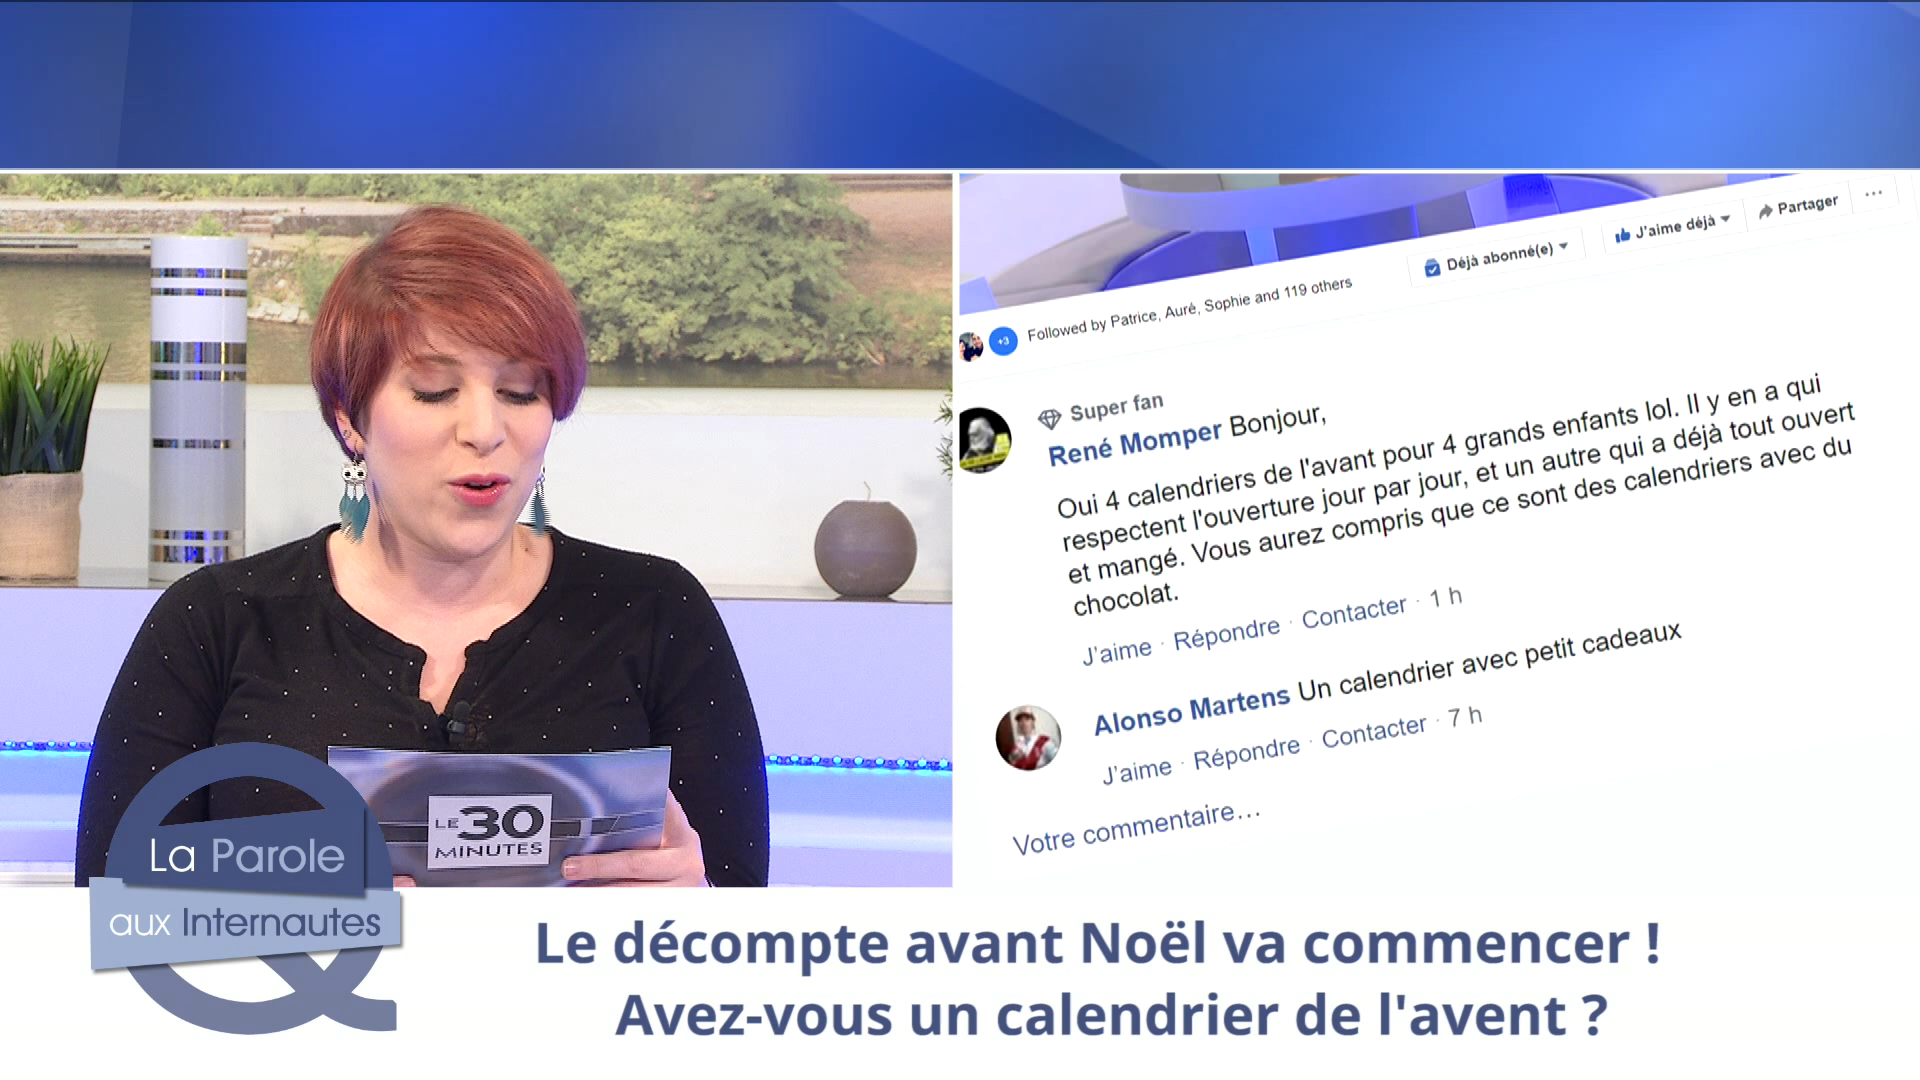 Partager
J'aime déjà
Déjà abonné(e)
+3
Followed by Patrice, Auré, Sophie and 119 others
Super fan
René Momper Bonjour,
Oui 4 calendriers de l'avant pour 4 grands enfants lol. Il y en a qui
respectent l'ouverture jour par jour, et un autre qui a déjà tout ouvert
et mangé. Vous aurez compris que ce sont des calendriers avec du
chocolat.
J'aime · Répondre · Contacter · 1 h
Alonso Martens Un calendrier avec petit cadeaux
J'aime · Répondre · Contacter · 7 h
Votre commentaire…
LE 30
MINUTES
La Parole
aux Internautes
Le décompte avant Noël va commencer !
Avez-vous un calendrier de l'avent ?